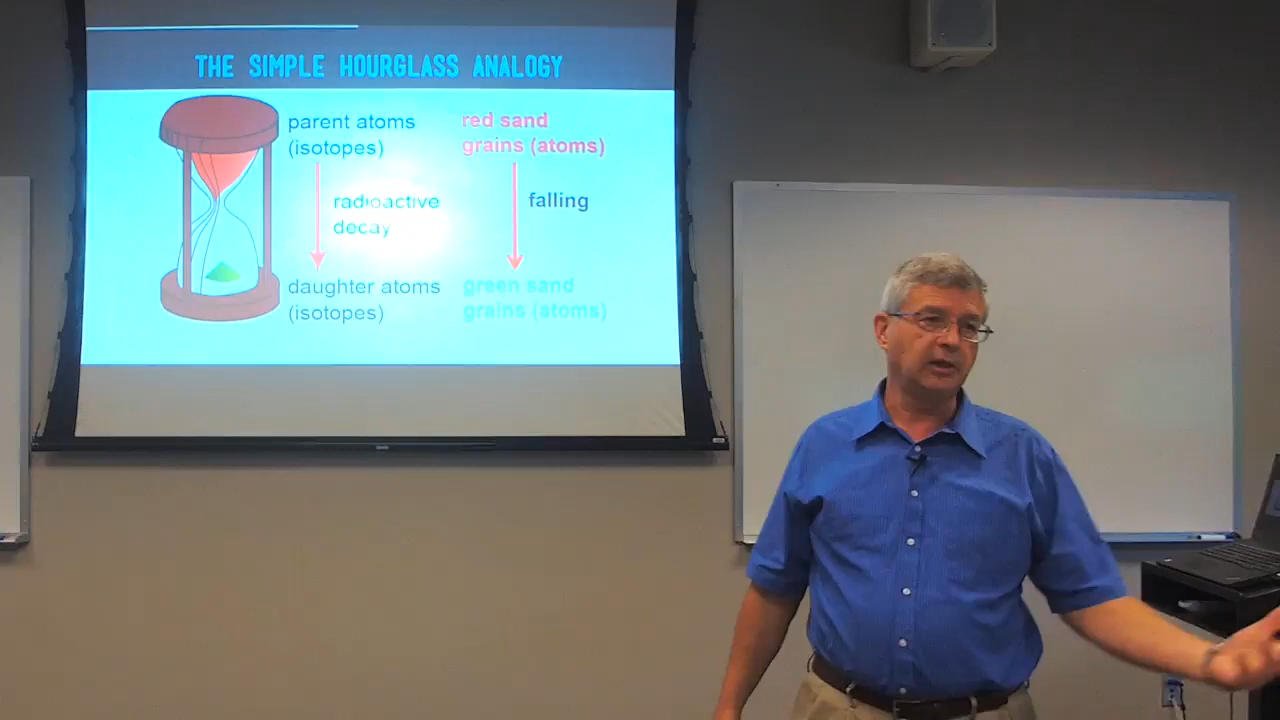 THE SIMPLE HOURGLASS ANALOGY
parent atoms
(isotopes)
radioactive
decay
daughter atoms
(isotopes)
red sand
grains (atoms)
falling
green sand
grains (atoms)